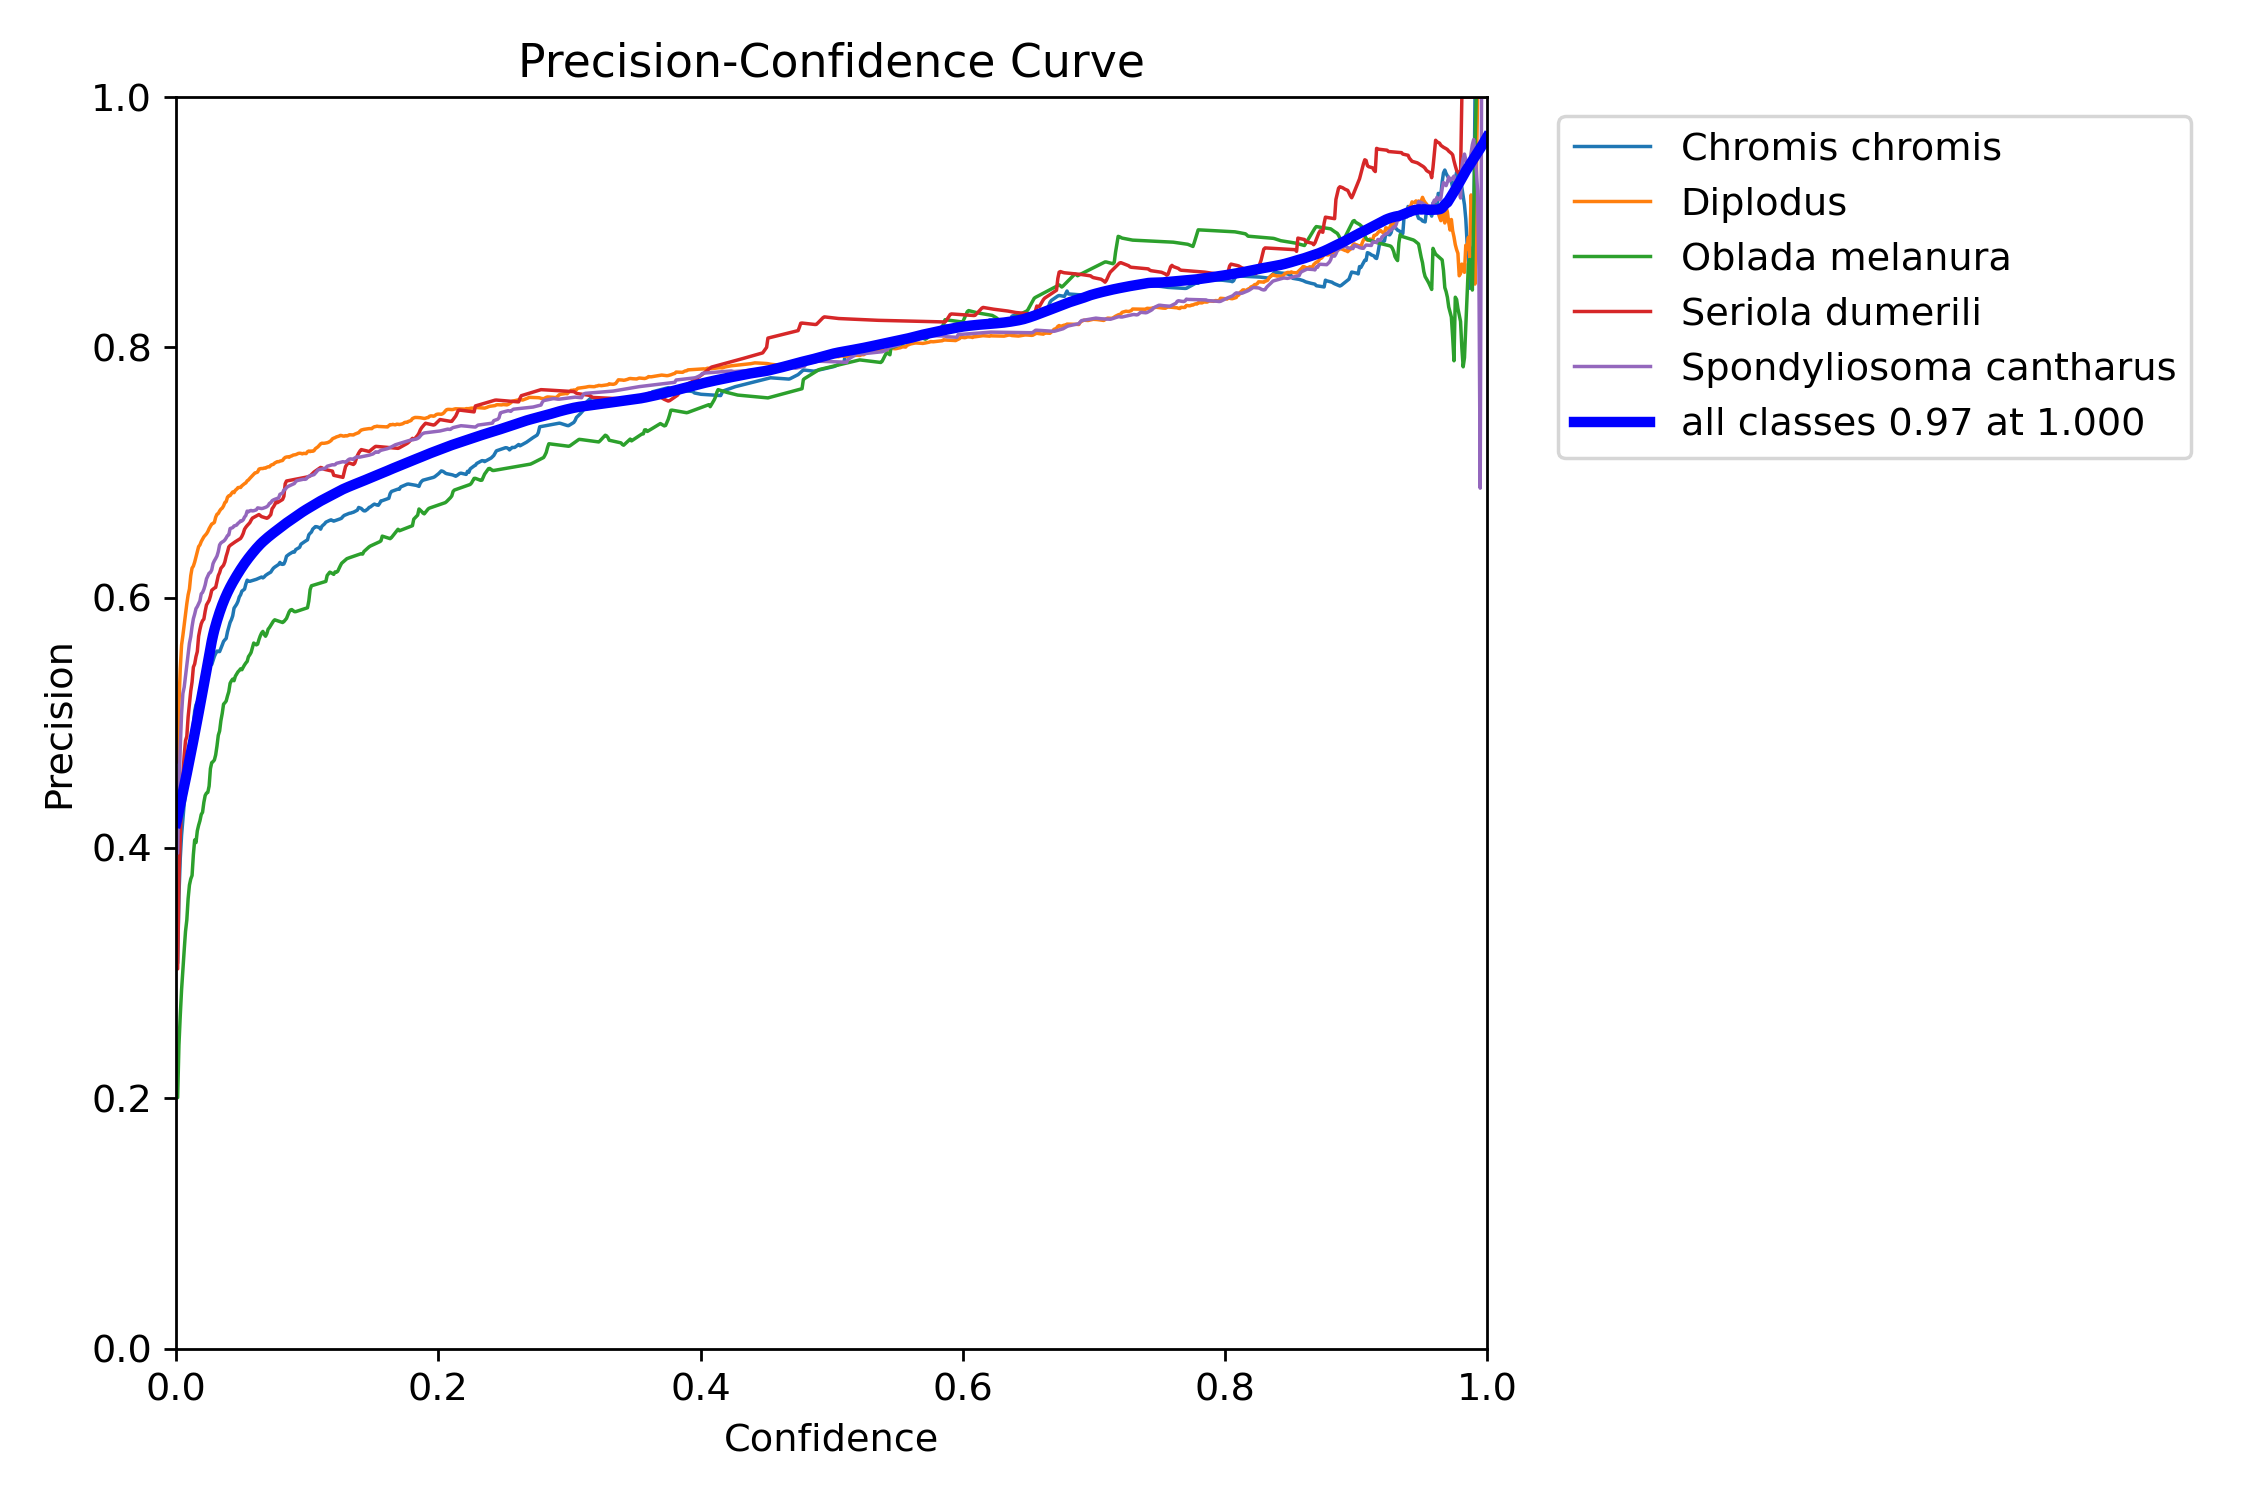 Precision-Confidence Curve
1.0
0.8
0.6
0.4
0.2
0.0
Precision
0.0 0.2 0.4 0.6 0.8 1.0
Confidence
Chromis chromis
Diplodus
Oblada melanura
Seriola dumerili
Spondyliosoma cantharus
all classes 0.97 at 1.000